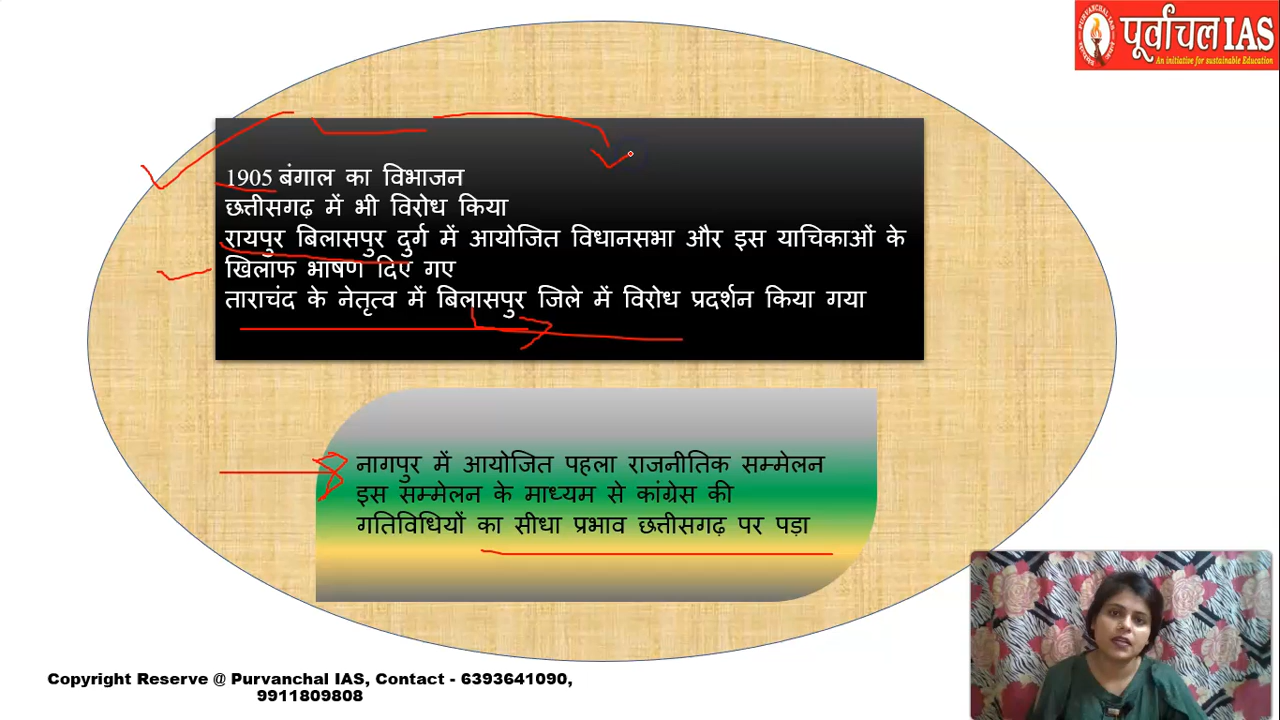 पूर्वांचल IAS
An initiative for sustainable Education
1905 बंगाल का विभाजन
छत्तीसगढ़ में भी विरोध किया
रायपुर बिलासपुर दुर्ग में आयोजित विधानसभा और इस याचिकाओं के
खिलाफ भाषण दिए गए
ताराचंद के नेतृत्व में बिलासपुर जिले में विरोध प्रदर्शन किया गया
नागपुर में आयोजित पहला राजनीतिक सम्मेलन
इस सम्मेलन के माध्यम से कांग्रेस की
गतिविधियों का सीधा प्रभाव छत्तीसगढ़ पर पड़ा
Copyright Reserve @ Purvanchal IAS, Contact - 6393641090,
9911809808